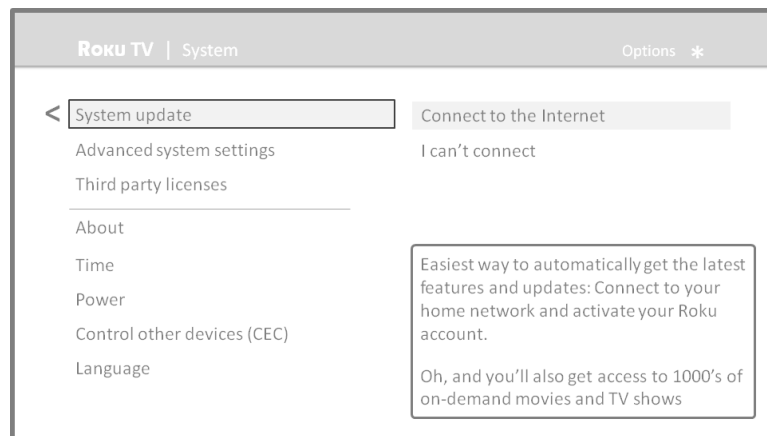 Roku TV | System
Options *
< System update
Advanced system settings
Third party licenses
About
Time
Power
Control other devices (CEC)
Language
Connect to the Internet
I can't connect
Easiest way to automatically get the latest
features and updates: Connect to your
home network and activate your Roku
account.
Oh, and you'll also get access to 1000's of
on-demand movies and TV shows